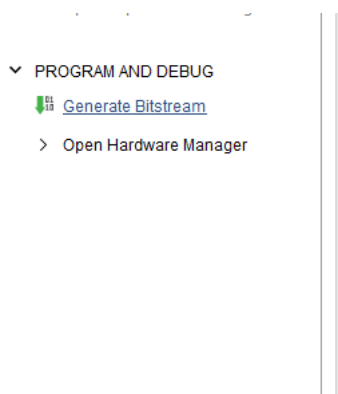 PROGRAM AND DEBUG
Generate Bitstream
Open Hardware Manager